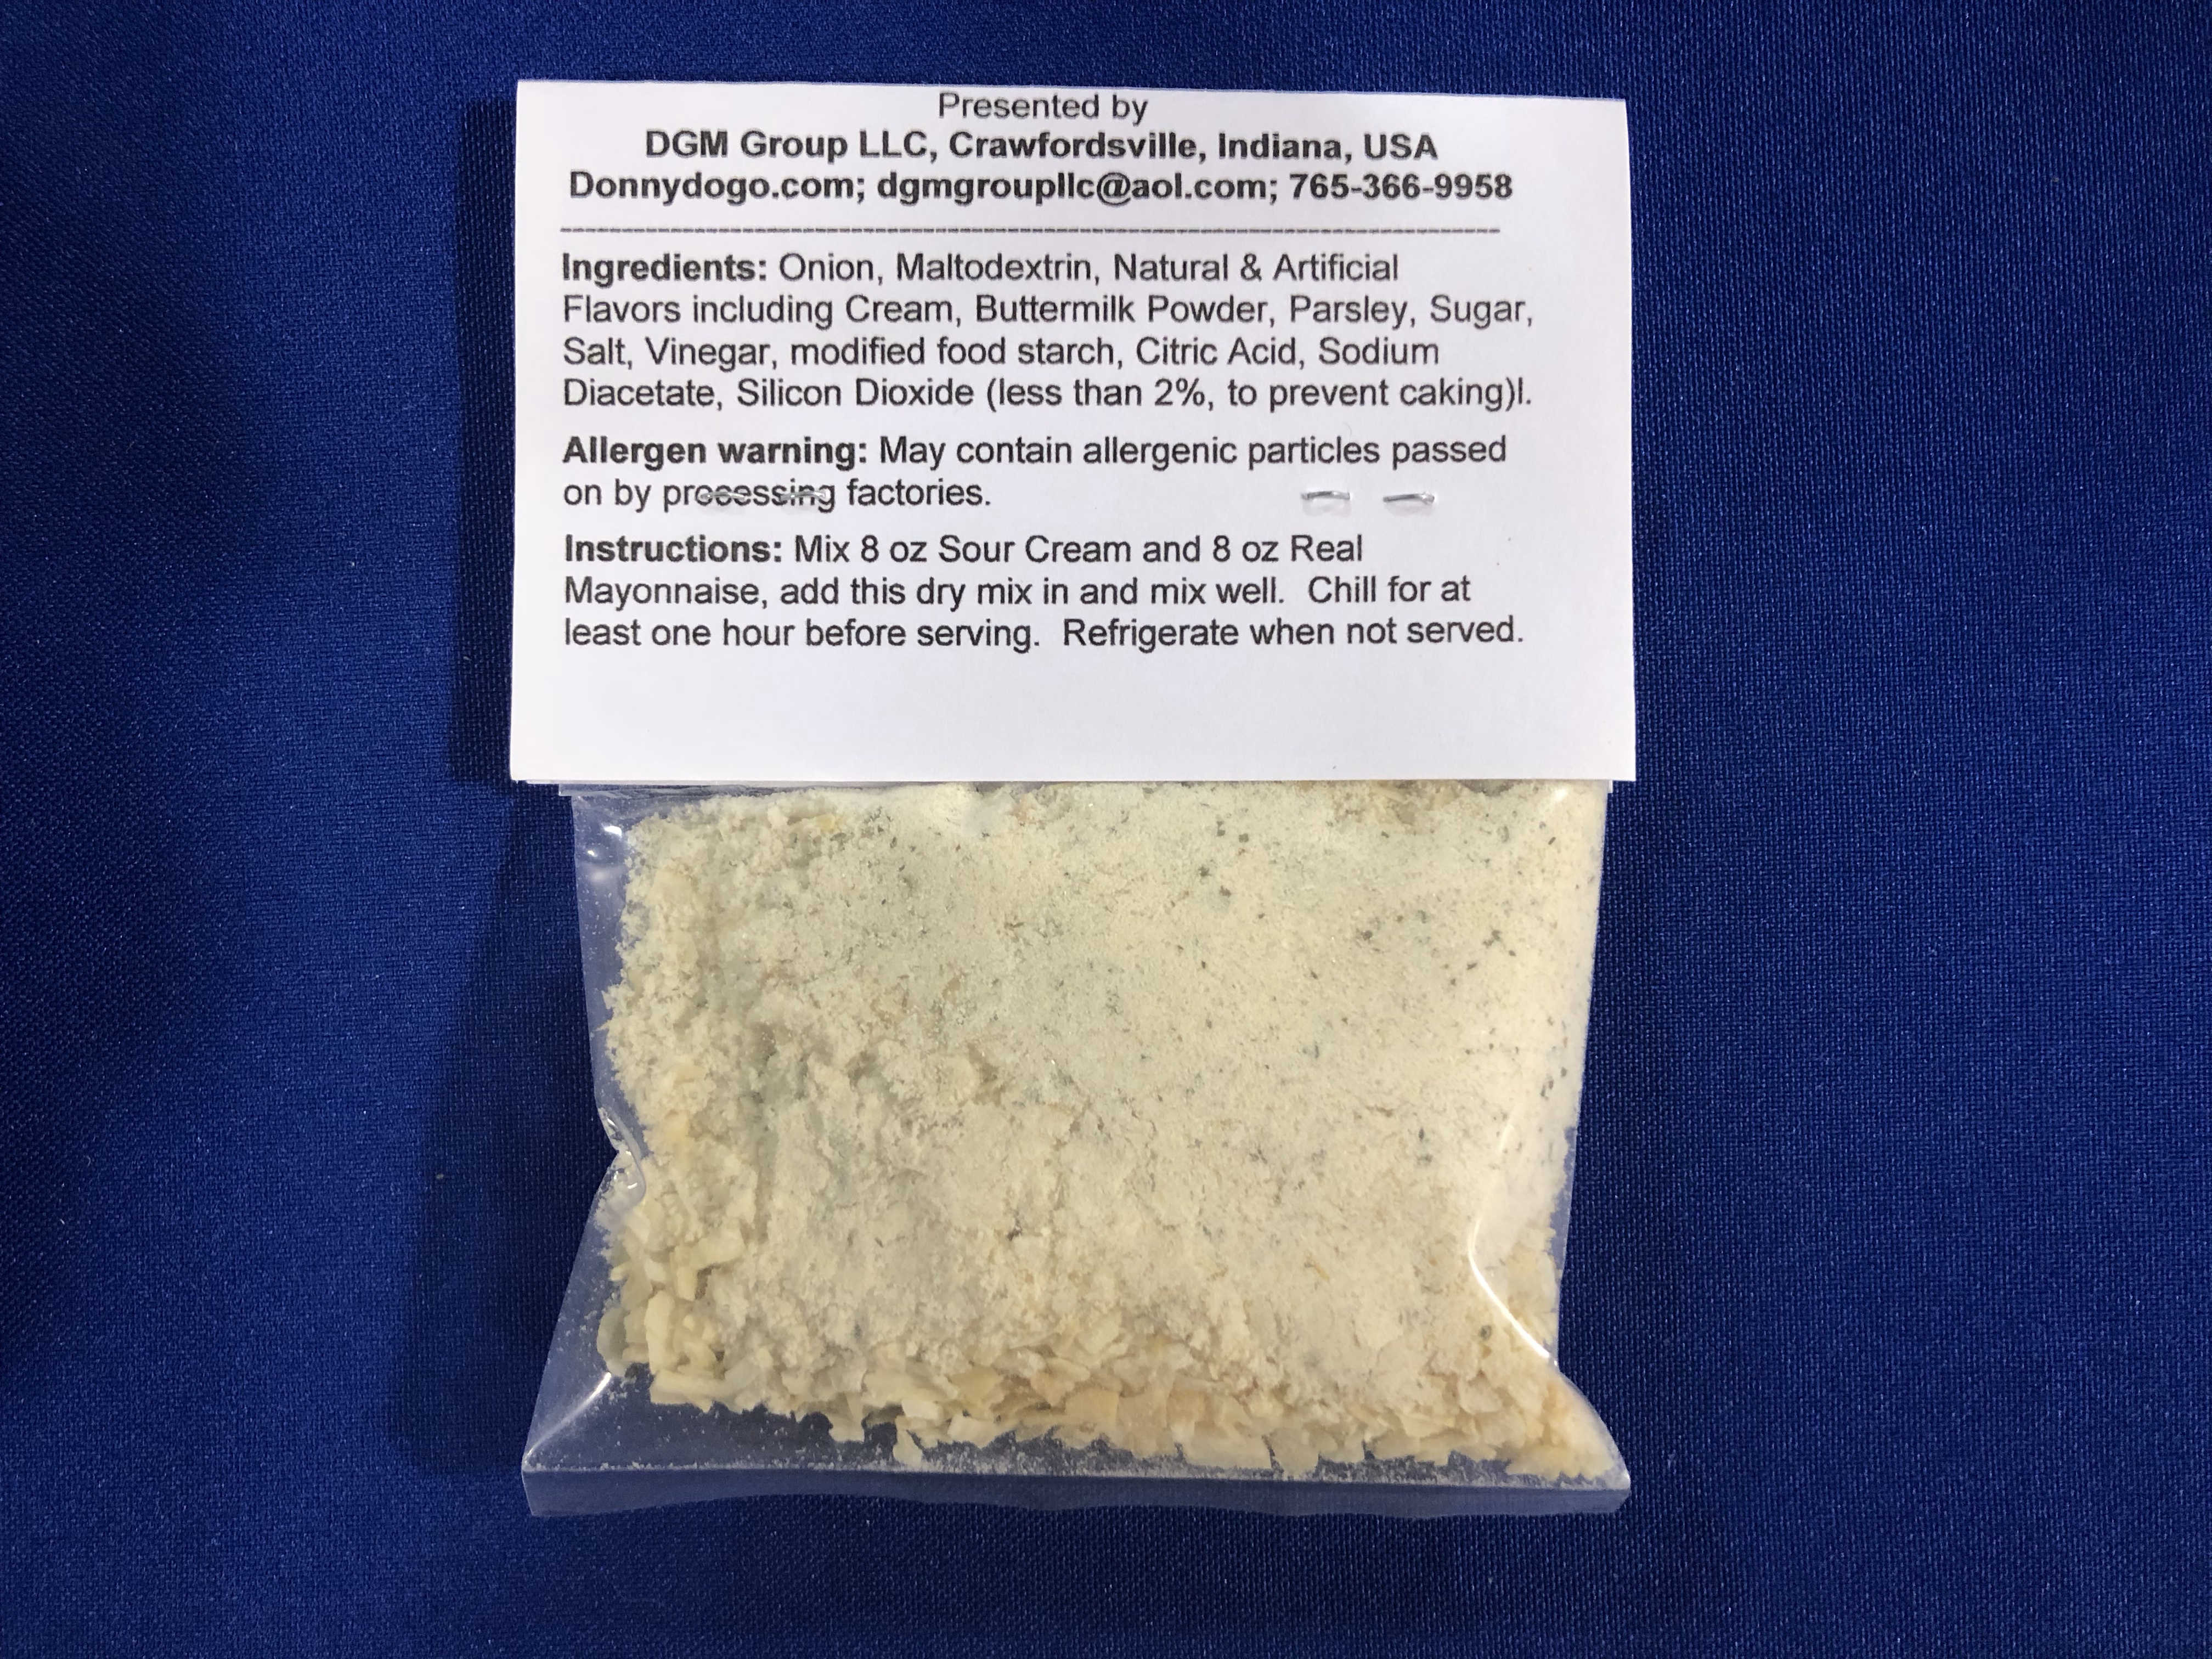 Presented by
DGM Group LLC, Crawfordsville, Indiana, USA
Donnydogo.com; dgmgroupllc@aol.com; 765-366-9958
Ingredients: Onion, Maltodextrin, Natural & Artificial
Flavors including Cream, Buttermilk Powder, Parsley, Sugar,
Salt, Vinegar, modified food starch, Citric Acid, Sodium
Diacetate, Silicon Dioxide (less than 2%, to prevent caking)l.
Allergen warning: May contain allergenic particles passed
on by processing factories.
Instructions: Mix 8 oz Sour Cream and 8 oz Real
Mayonnaise, add this dry mix in and mix well.  Chill for at
least one hour before serving.  Refrigerate when not served.